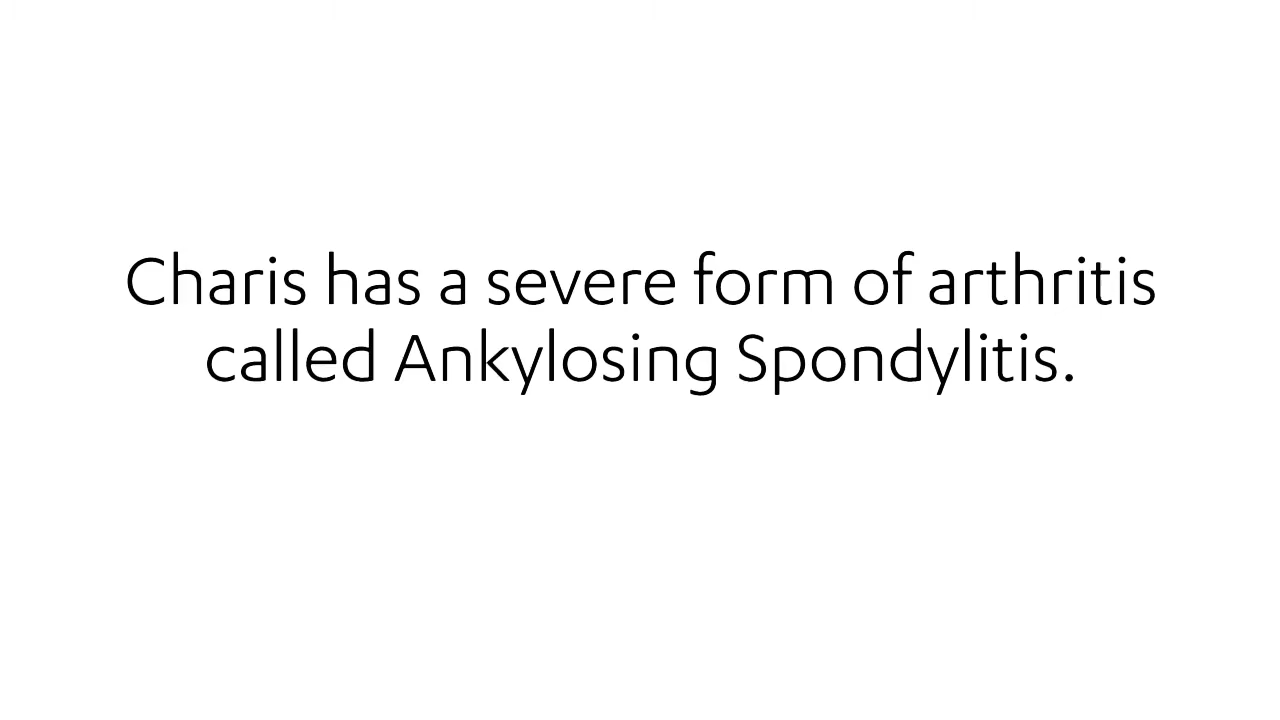 Charis has a severe form of arthritis
called Ankylosing Spondylitis.